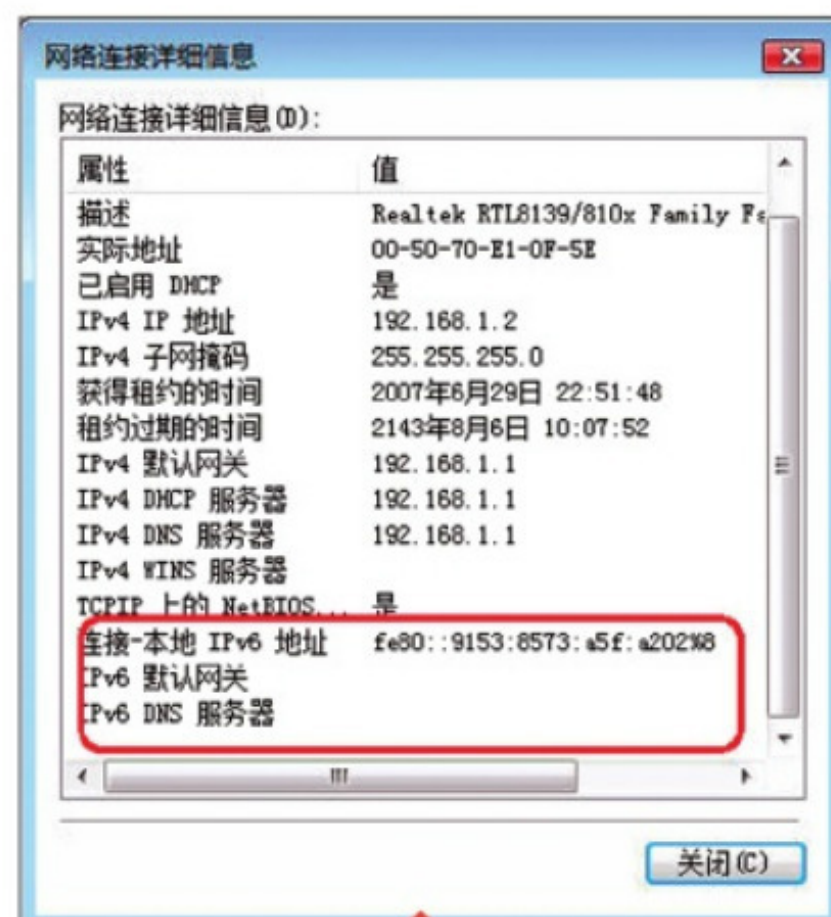 网络连接详细信息
网络连接详细信息(D):
属性 值
描述 Realtek RTL8139/810x Family Fa
实际地址 00-50-70-E1-0F-5E
已启用 DHCP 是
IPv4 IP 地址 192.168.1.2
IPv4 子网掩码 255.255.255.0
获得租约的时间 2007年6月29日 22:51:48
租约过期的时间 2143年8月6日 10:07:52
IPv4 默认网关 192.168.1.1
IPv4 DHCP 服务器 192.168.1.1
IPv4 DNS 服务器 192.168.1.1
IPv4 WINS 服务器
TCPIP 上的 NetBIOS... 是
连接-本地 IPv6 地址 fe80::9153:8573:a5f:a202%8
IPv6 默认网关
IPv6 DNS 服务器
关闭(C)